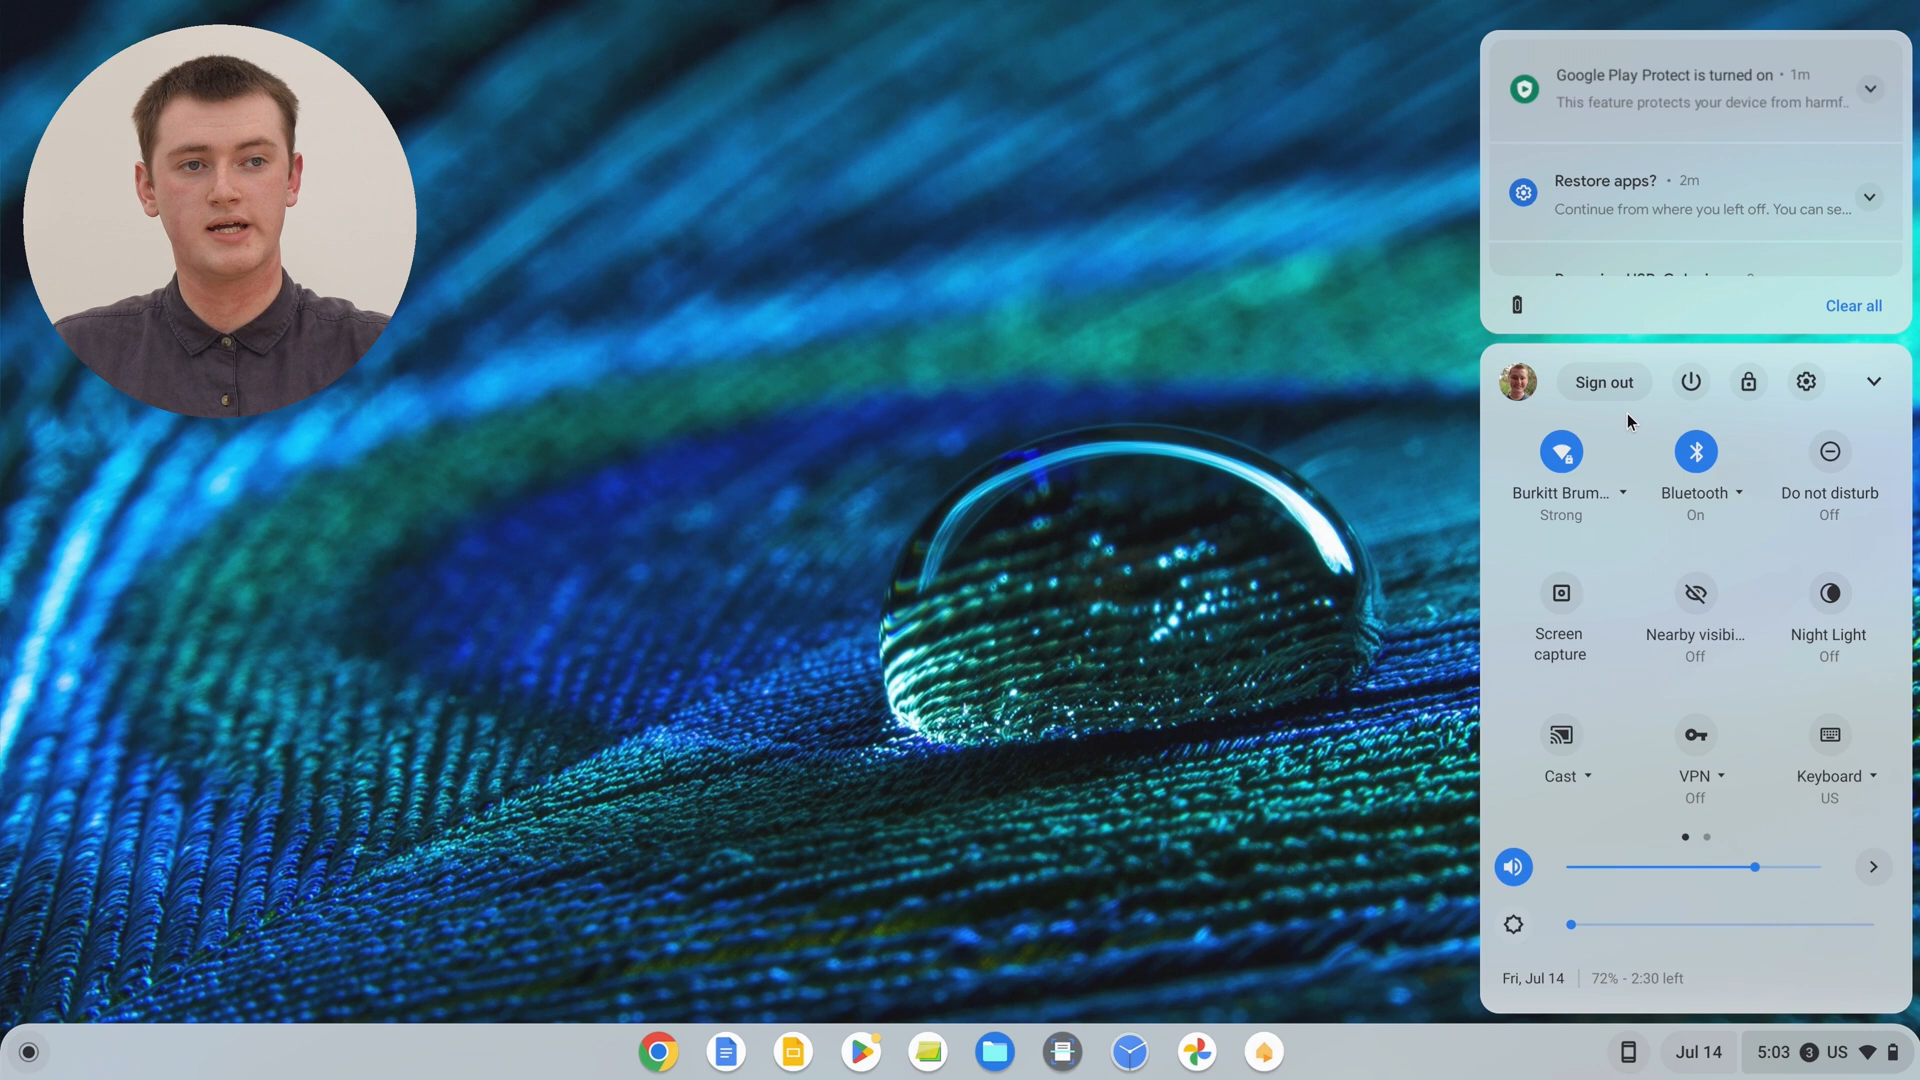 Google Play Protect is turned on • 1m
This feature protects your device from harmf..
Restore apps? • 2m
Continue from where you left off. You can se...
Clear all
Sign out
Burkitt Brum...
Strong
Bluetooth
On
Do not disturb
Off
Screen capture
Nearby visibi...
Off
Night Light
Off
Cast
VPN
Off
Keyboard
US
Fri, Jul 14
72% - 2:30 left
Jul 14
5:03
3
US